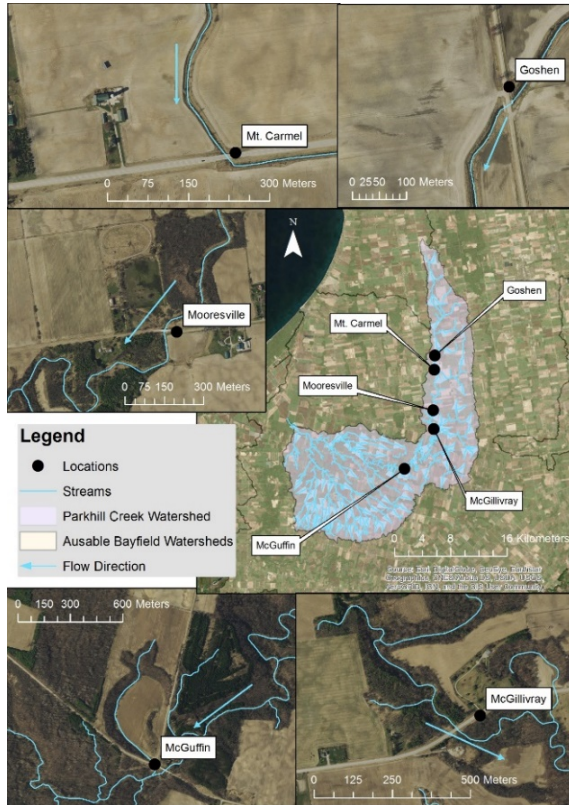 Mt. Carmel
0 75 150 300 Meters
Goshen
0 25 50 100 Meters
Mooresville
0 75 150 300 Meters
N
Goshen
Mt. Carmel
Mooresville
McGillivray
McGuffin
0 2 4 8 16 Kilometers
Legend
Locations
Streams
Parkhill Creek Watershed
Ausable Bayfield Watersheds
Flow Direction
0 150 300 600 Meters
McGuffin
McGillivray
0 125 250 500 Meters